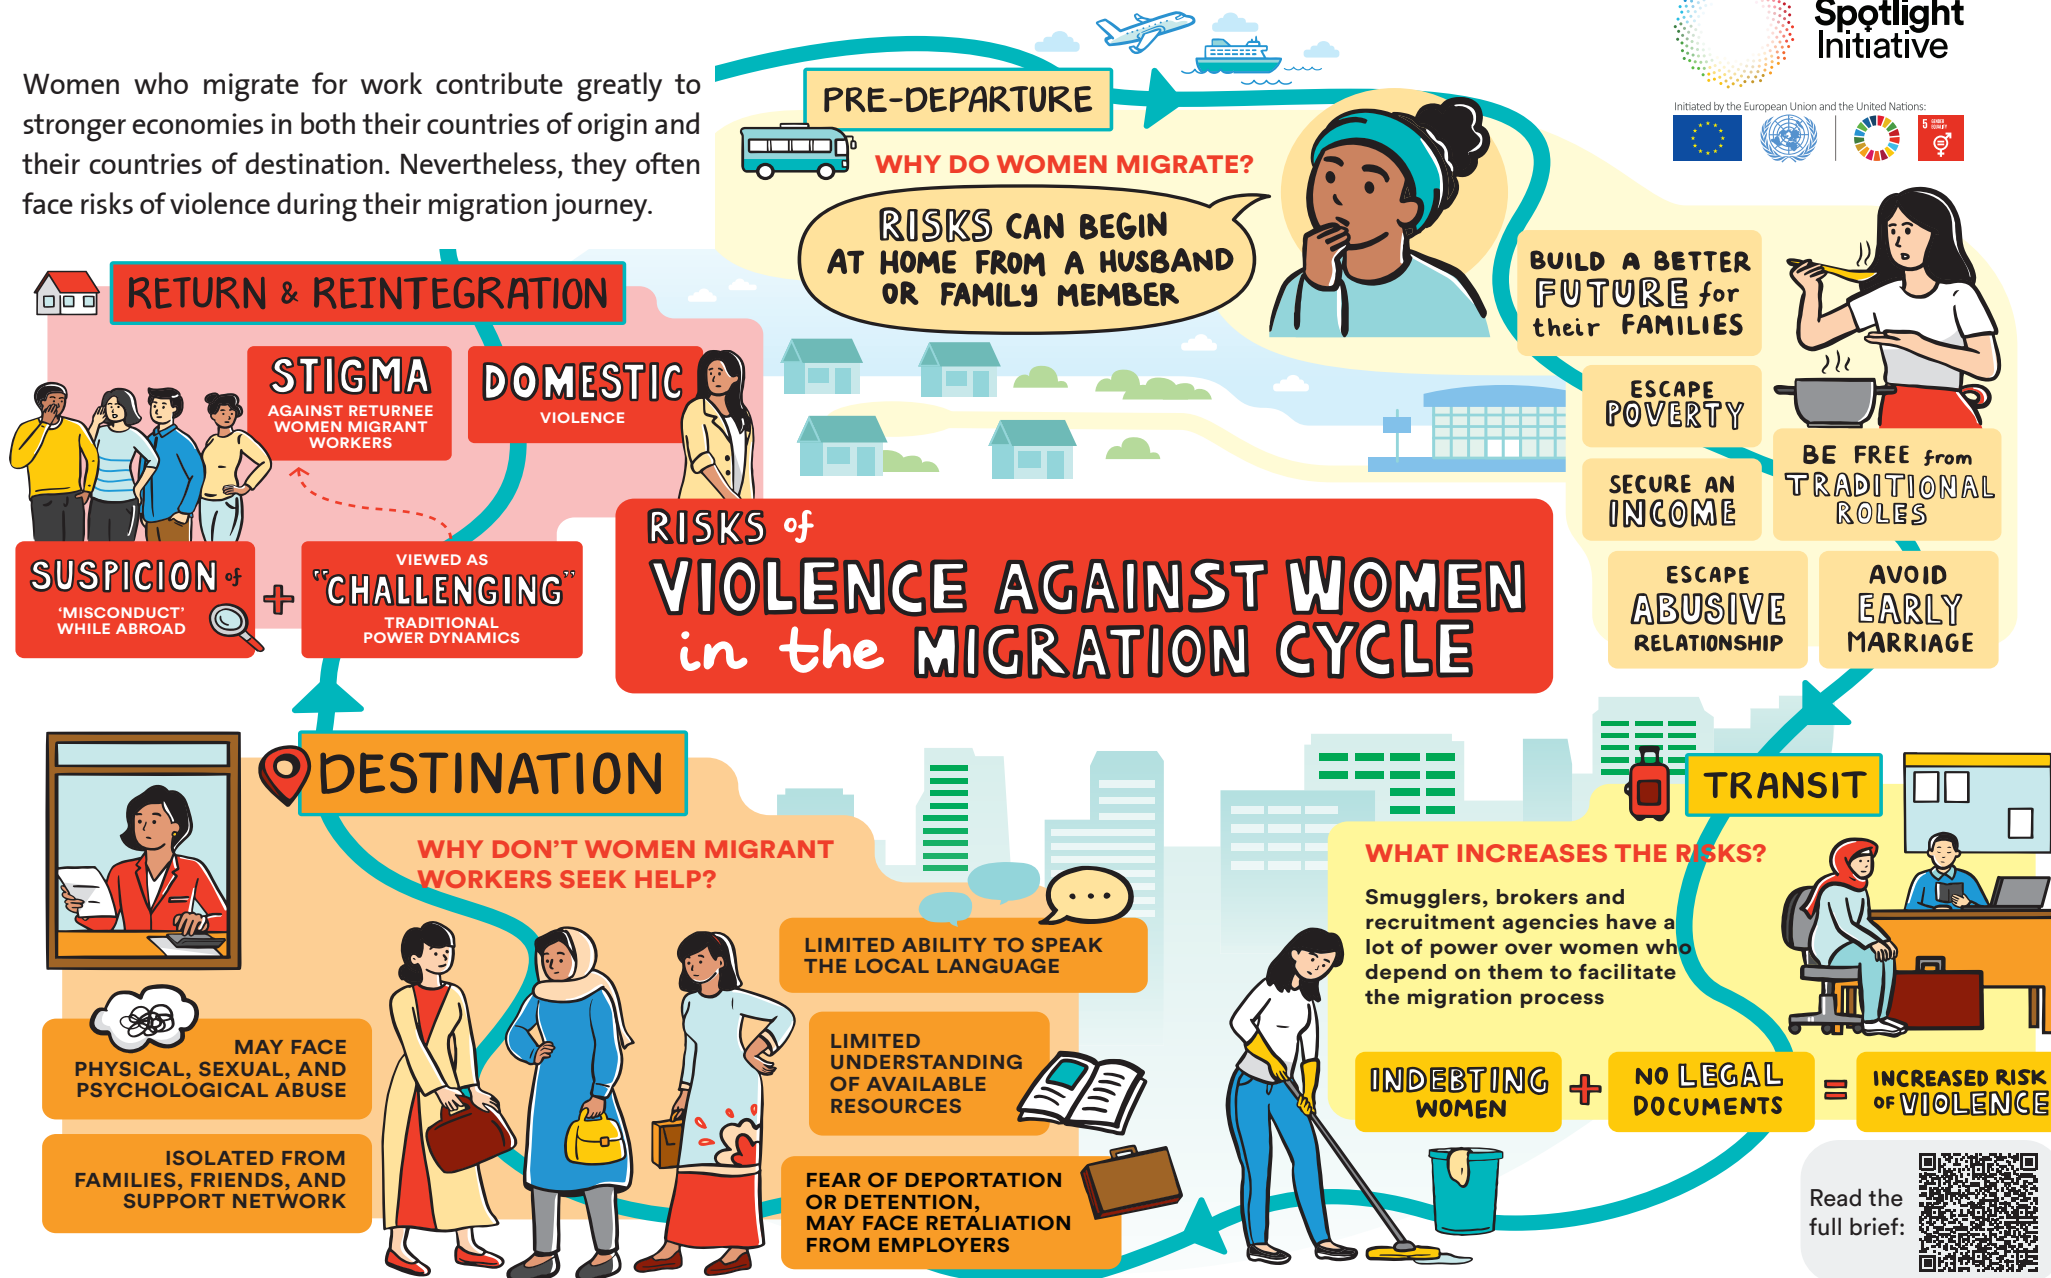 Women who migrate for work contribute greatly to
stronger economies in both their countries of origin and
their countries of destination. Nevertheless, they often
face risks of violence during their migration journey.
Spotlight
Initiative
Initiated by the European Union and the United Nations:
5 GENDER
EQUALITY
PRE-DEPARTURE
WHY DO WOMEN MIGRATE?
RISKS CAN BEGIN
AT HOME FROM A HUSBAND
OR FAMILY MEMBER
BUILD A BETTER
FUTURE for
their FAMILIES
ESCAPE
POVERTY
SECURE AN
INCOME
BE FREE from
TRADITIONAL
ROLES
ESCAPE
ABUSIVE
RELATIONSHIP
AVOID
EARLY
MARRIAGE
RETURN & REINTEGRATION
STIGMA
AGAINST RETURNEE
WOMEN MIGRANT
WORKERS
DOMESTIC
VIOLENCE
SUSPICION of
'MISCONDUCT'
WHILE ABROAD
+
VIEWED AS
"CHALLENGING"
TRADITIONAL
POWER DYNAMICS
RISKS of
VIOLENCE AGAINST WOMEN
in the MIGRATION CYCLE
TRANSIT
WHAT INCREASES THE RISKS?
Smugglers, brokers and
recruitment agencies have a
lot of power over women who
depend on them to facilitate
the migration process
INDEBTING
WOMEN
+
NO LEGAL
DOCUMENTS
=
INCREASED RISK
OF VIOLENCE
DESTINATION
WHY DON'T WOMEN MIGRANT
WORKERS SEEK HELP?
LIMITED ABILITY TO SPEAK
THE LOCAL LANGUAGE
LIMITED
UNDERSTANDING
OF AVAILABLE
RESOURCES
FEAR OF DEPORTATION
OR DETENTION,
MAY FACE RETALIATION
FROM EMPLOYERS
MAY FACE
PHYSICAL, SEXUAL, AND
PSYCHOLOGICAL ABUSE
ISOLATED FROM
FAMILIES, FRIENDS, AND
SUPPORT NETWORK
Read the
full brief: